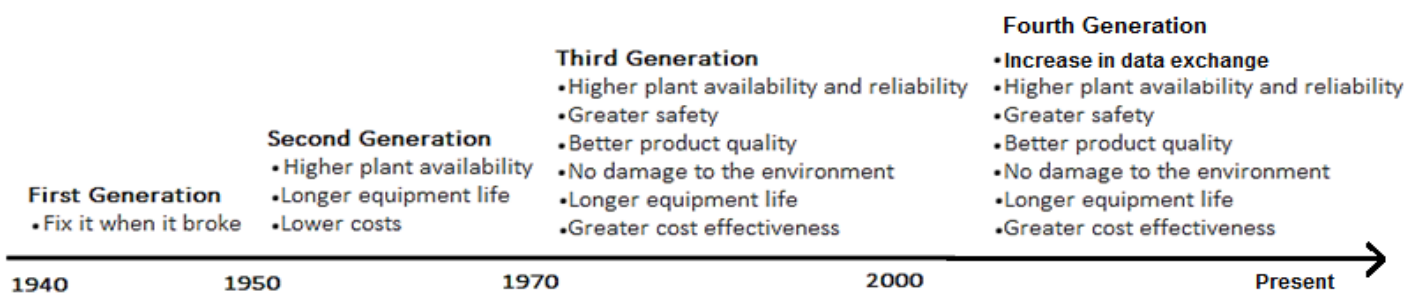 First Generation
•Fix it when it broke
Second Generation
•Higher plant availability
•Longer equipment life
•Lower costs
Third Generation
•Higher plant availability and reliability
•Greater safety
•Better product quality
•No damage to the environment
•Longer equipment life
•Greater cost effectiveness
Fourth Generation
•Increase in data exchange
•Higher plant availability and reliability
•Greater safety
•Better product quality
•No damage to the environment
•Longer equipment life
•Greater cost effectiveness
1940 1950 1970 2000 Present